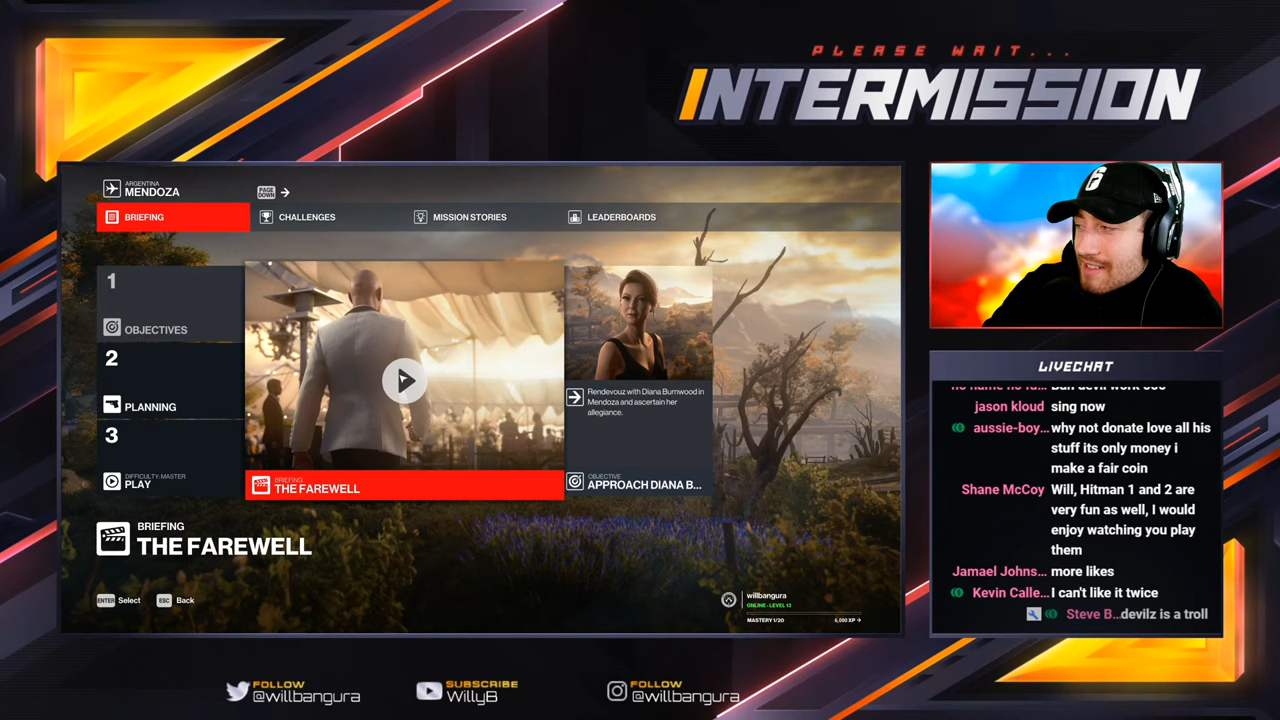 PLEASE WAIT...
INTERMISSION
ARGENTINA
MENDOZA
PAGE DOWN
BRIEFING
CHALLENGES
MISSION STORIES
LEADERBOARDS
1
OBJECTIVES
2
PLANNING
3
DIFFICULTY: MASTER
PLAY
BRIEFING
THE FAREWELL
Rendevouz with Diana Burnwood in
Mendoza and ascertain her
allegiance.
OBJECTIVE
APPROACH DIANA B...
BRIEFING
THE FAREWELL
ENTER Select
ESC Back
willbangura
ONLINE - LEVEL 13
MASTERY 1/20
6,000 XP
LIVECHAT
jason kloud sing now
aussie-boy... why not donate love all his
stuff its only money i
make a fair coin
Shane McCoy Will, Hitman 1 and 2 are
very fun as well, I would
enjoy watching you play
them
Jamael Johns... more likes
Kevin Calle... I can't like it twice
Steve B... devilz is a troll
FOLLOW
@willbangura
SUBSCRIBE
WillyB
FOLLOW
@willbangura